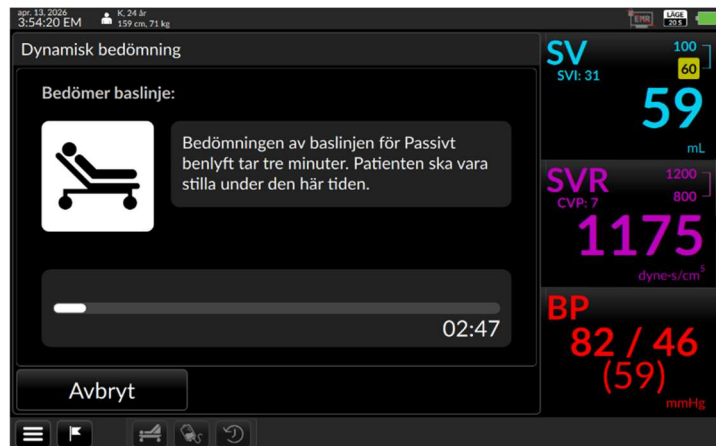 apr. 13, 2026
3:54:20 EM
K, 24 år
159 cm, 71 kg
EMR
LÄGE
20 S
Dynamisk bedömning
Bedömer baslinje:
Bedömningen av baslinjen för Passivt
benlyft tar tre minuter. Patienten ska vara
stilla under den här tiden.
02:47
Avbryt
SV
SVI: 31
100
60
59
mL
SVR
CVP: 7
1200
800
1175
dyne-s/cm⁵
BP
82 / 46
(59)
mmHg